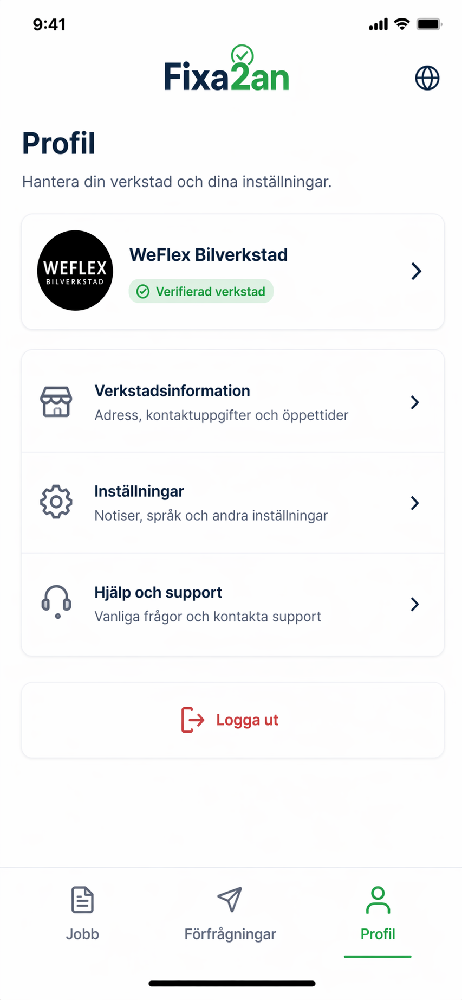 9:41
Fixa2an
Profil
Hantera din verkstad och dina inställningar.
WEFLEX
BILVERKSTAD
WeFlex Bilverkstad
Verifierad verkstad
Verkstadsinformation
Adress, kontaktuppgifter och öppettider
Inställningar
Notiser, språk och andra inställningar
Hjälp och support
Vanliga frågor och kontakta support
Logga ut
Jobb
Förfrågningar
Profil